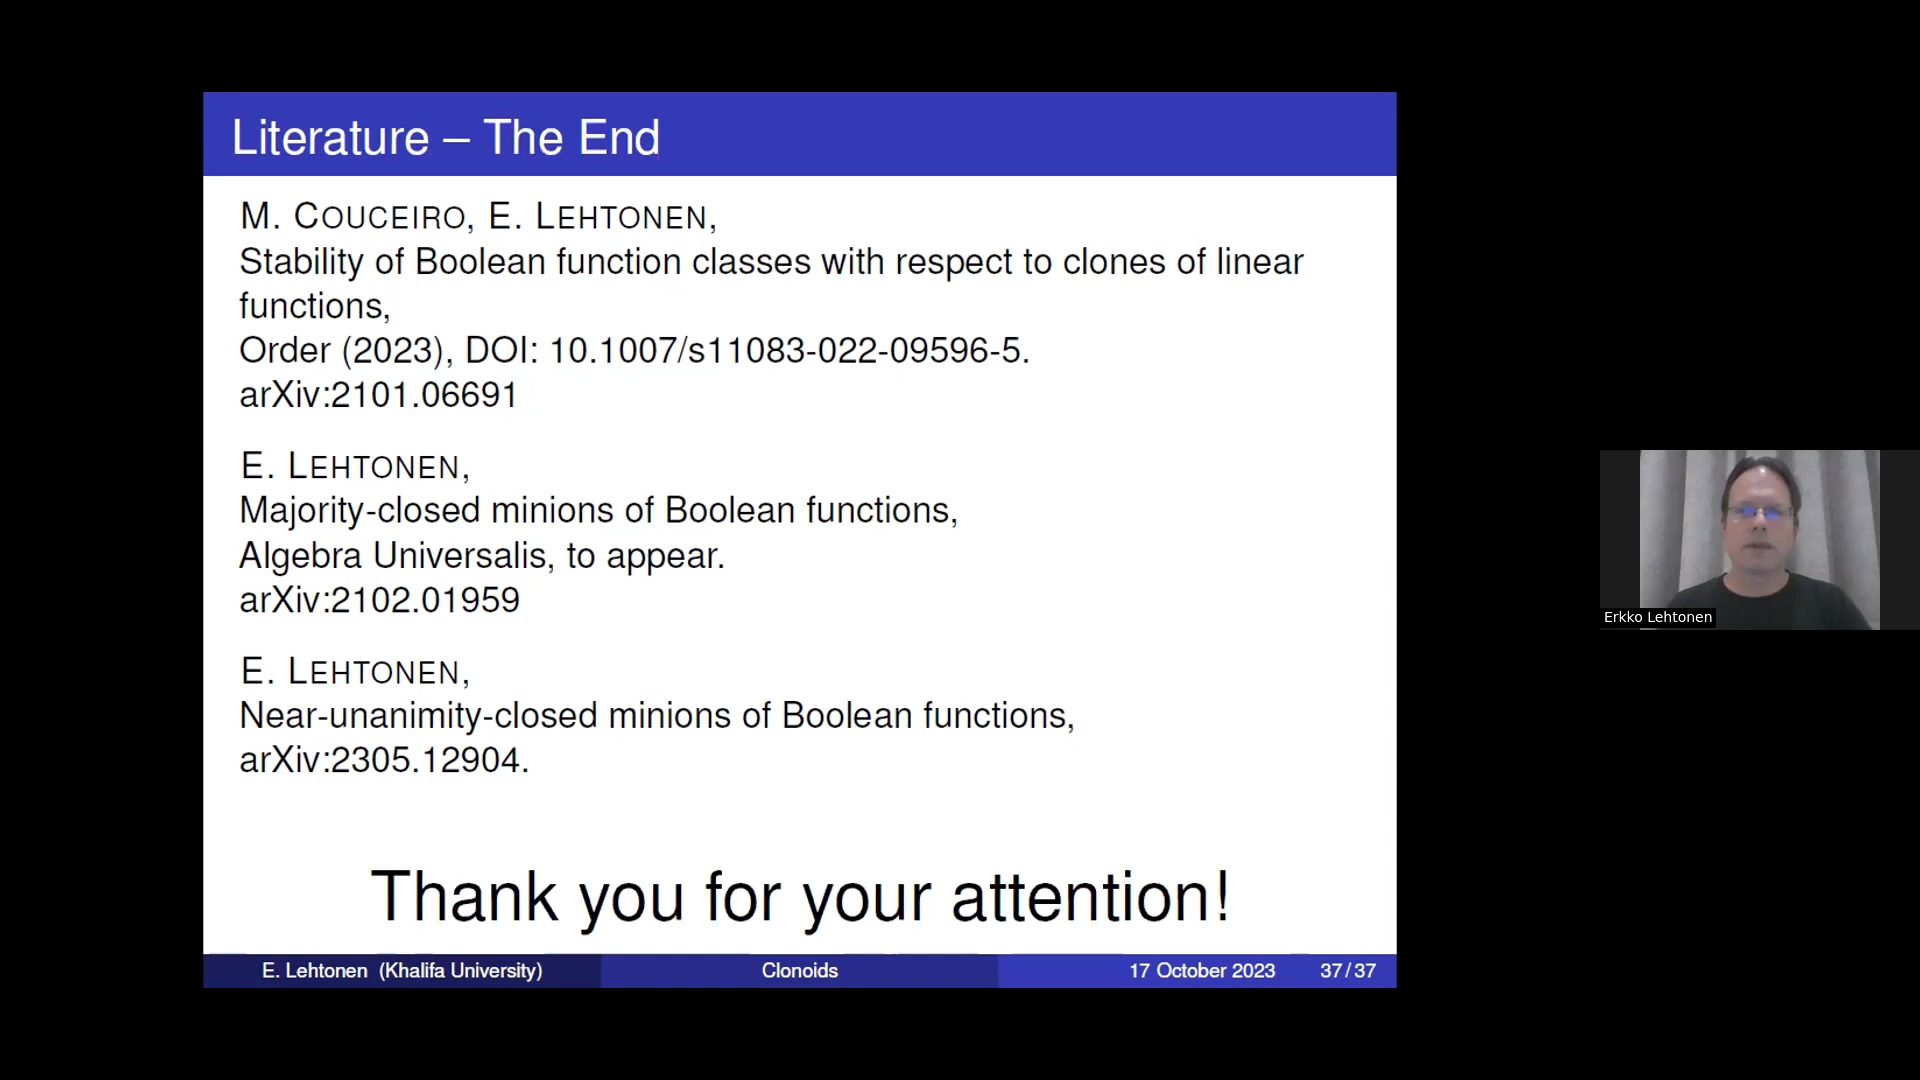 Literature – The End
M. COUCEIRO, E. LEHTONEN,
Stability of Boolean function classes with respect to clones of linear
functions,
Order (2023), DOI: 10.1007/s11083-022-09596-5.
arXiv:2101.06691
E. LEHTONEN,
Majority-closed minions of Boolean functions,
Algebra Universalis, to appear.
arXiv:2102.01959
E. LEHTONEN,
Near-unanimity-closed minions of Boolean functions,
arXiv:2305.12904.
Thank you for your attention!
E. Lehtonen (Khalifa University) Clonoids 17 October 2023 37/37
Erkko Lehtonen